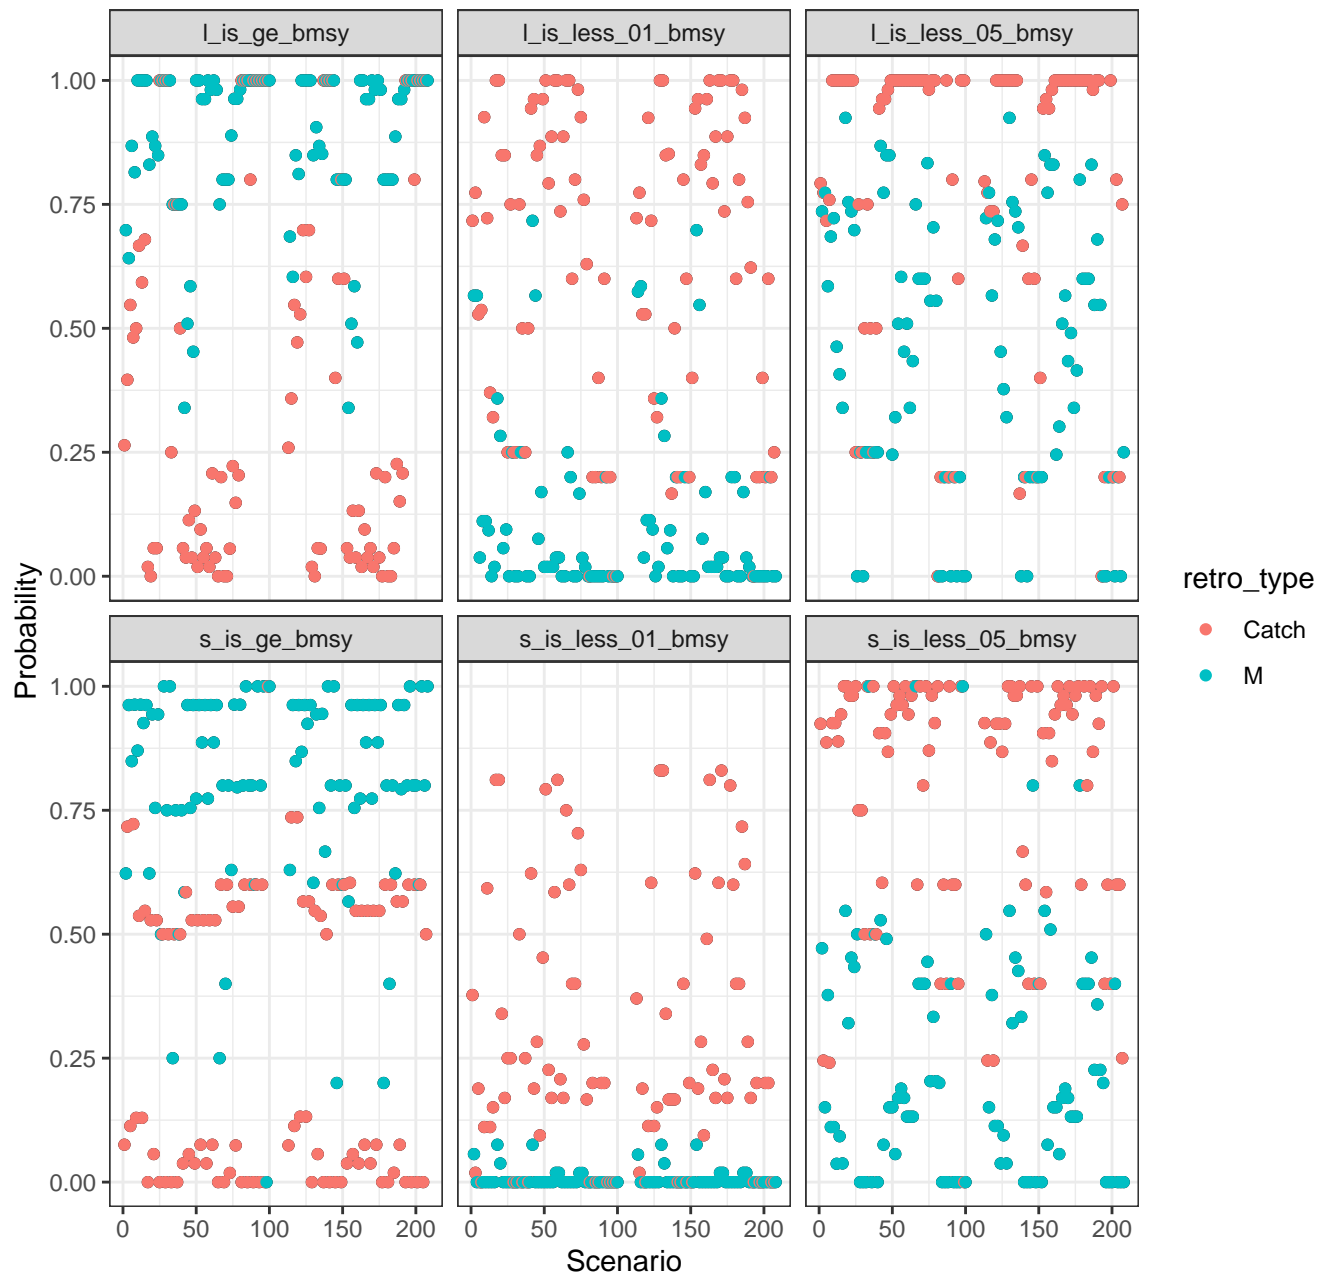 l_is_ge_bmsy
l_is_less_01_bmsy
l_is_less_05_bmsy
1.00
0.75
0.50
0.25
0.00
s_is_ge_bmsy
s_is_less_01_bmsy
s_is_less_05_bmsy
1.00
0.75
0.50
0.25
0.00
0 50 100 150 200
0 50 100 150 200
0 50 100 150 200
Scenario
Probability
retro_type
Catch
M